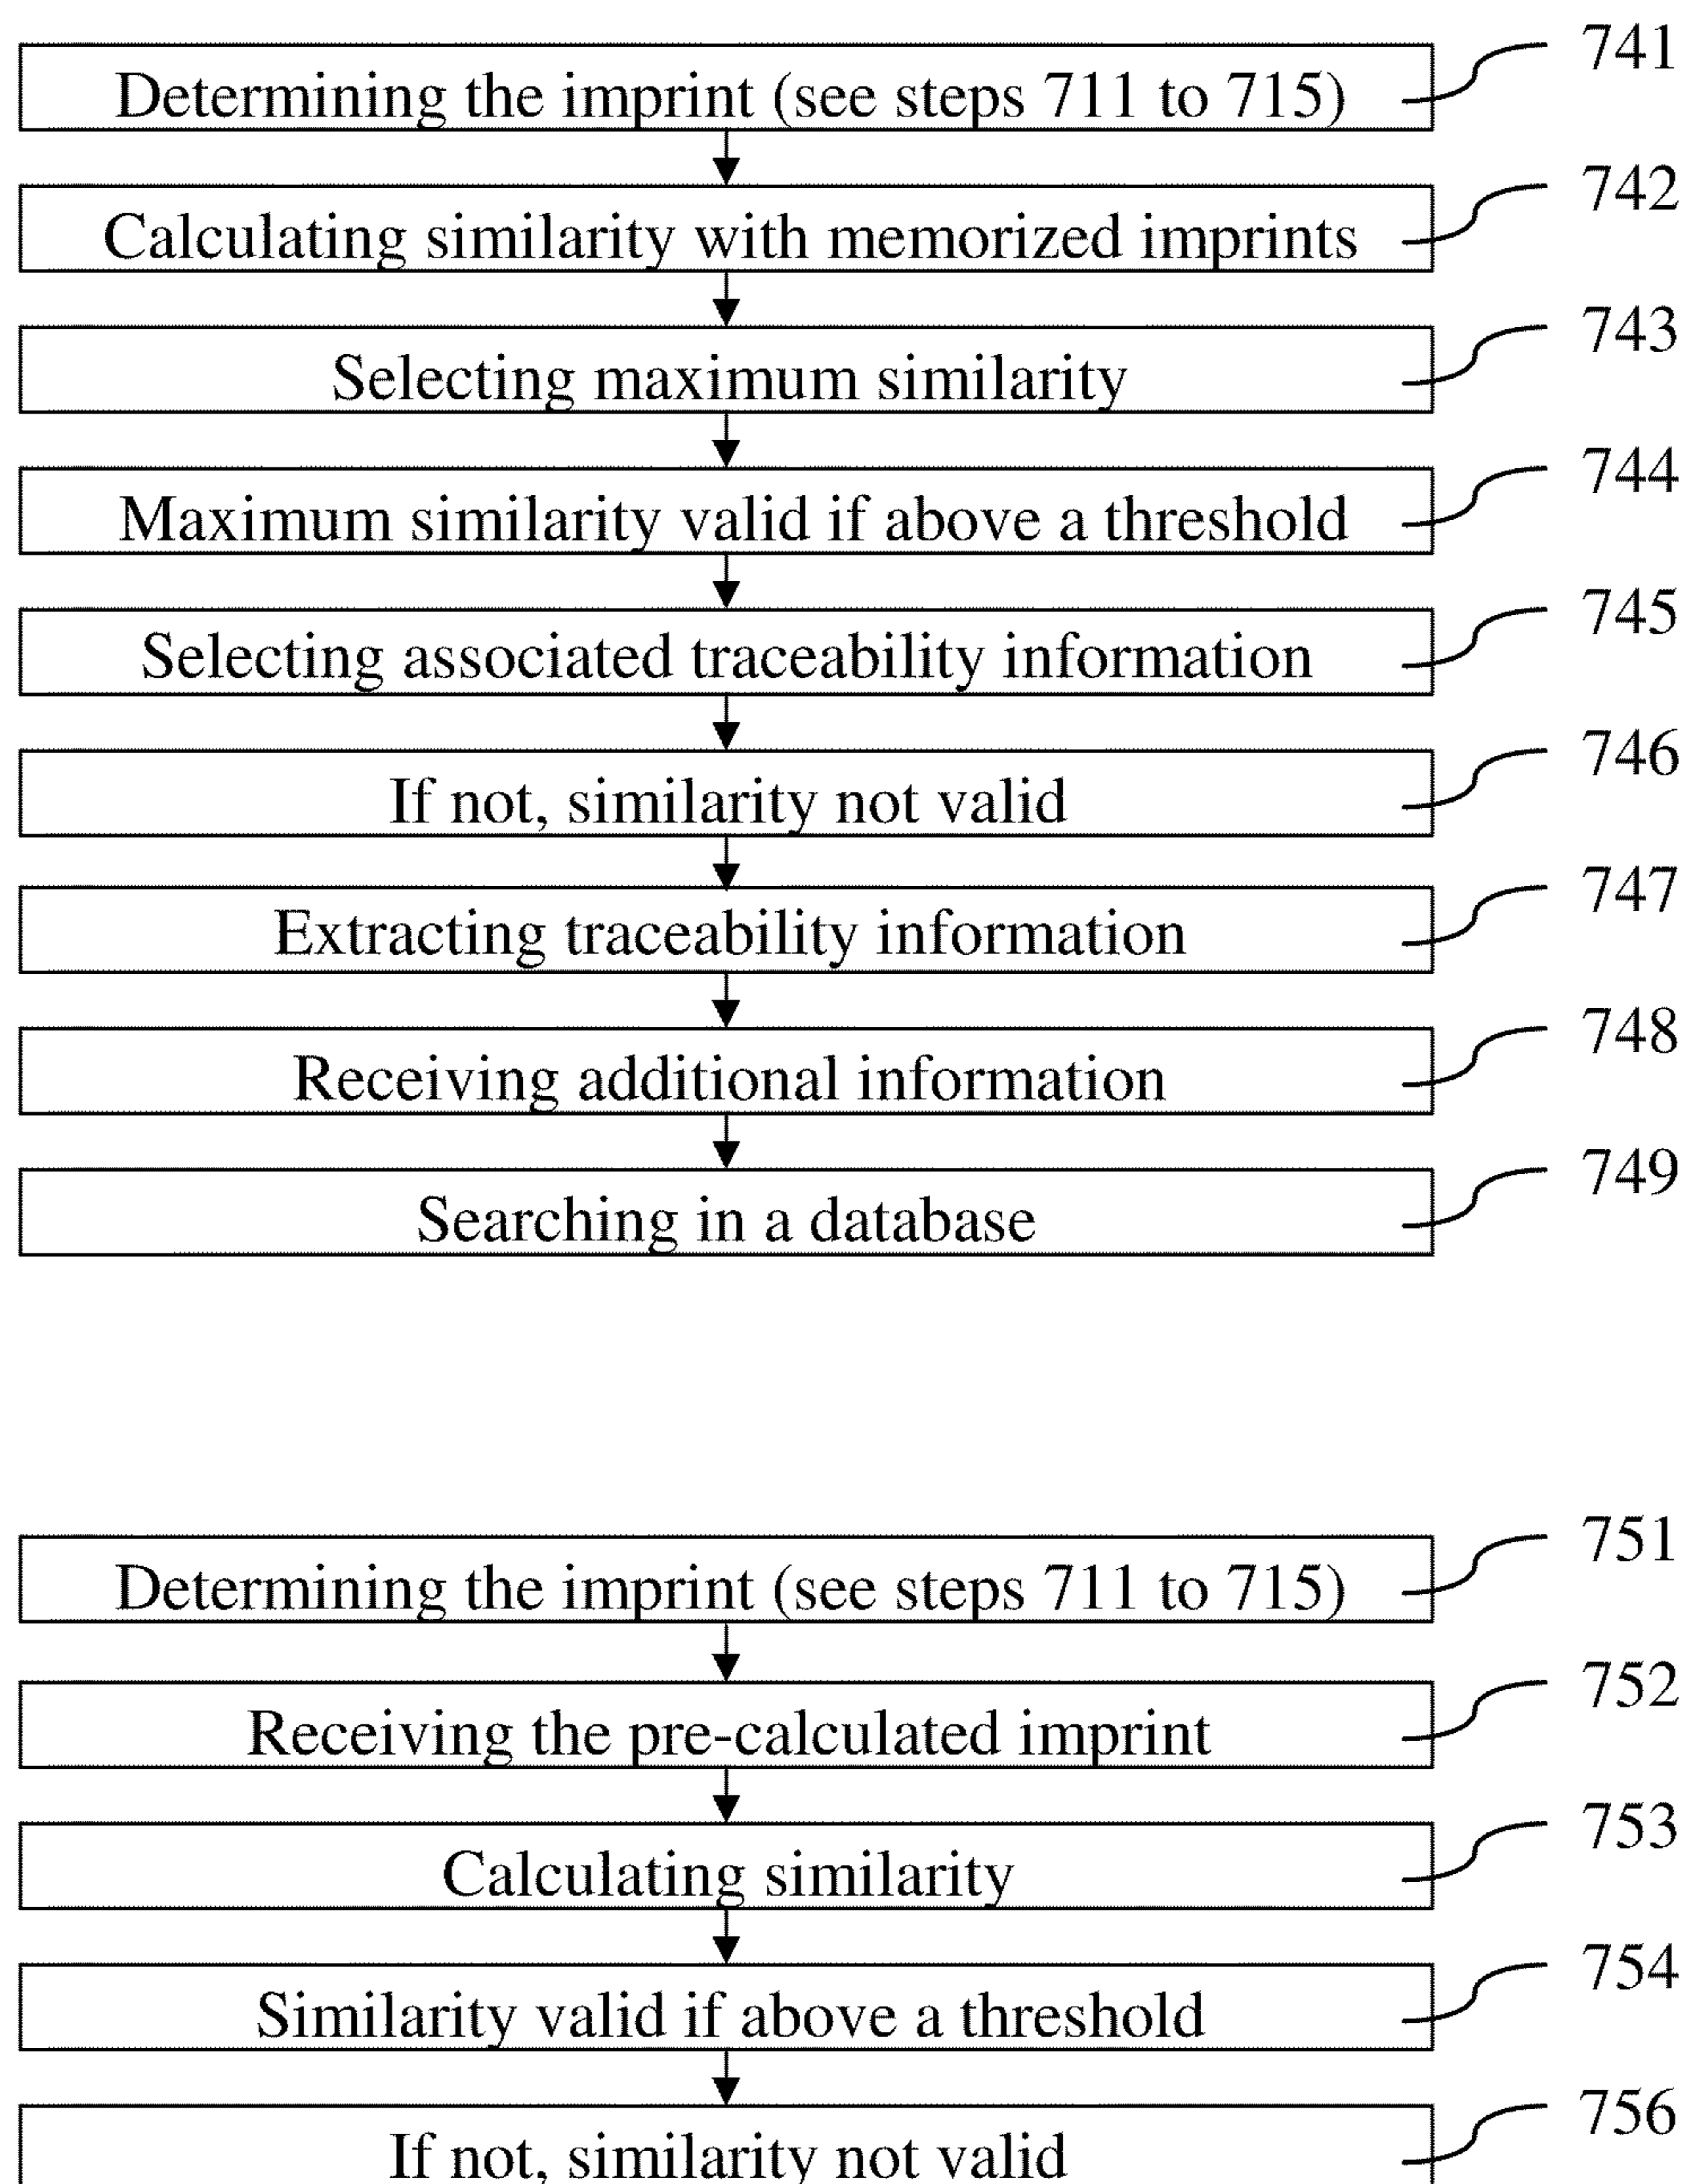 741
Determining the imprint (see steps 711 to 715)
742
Calculating similarity with memorized imprints
743
Selecting maximum similarity
744
Maximum similarity valid if above a threshold
745
Selecting associated traceability information
746
If not, similarity not valid
747
Extracting traceability information
748
Receiving additional information
749
Searching in a database
751
Determining the imprint (see steps 711 to 715)
752
Receiving the pre-calculated imprint
753
Calculating similarity
754
Similarity valid if above a threshold
756
If not, similarity not valid